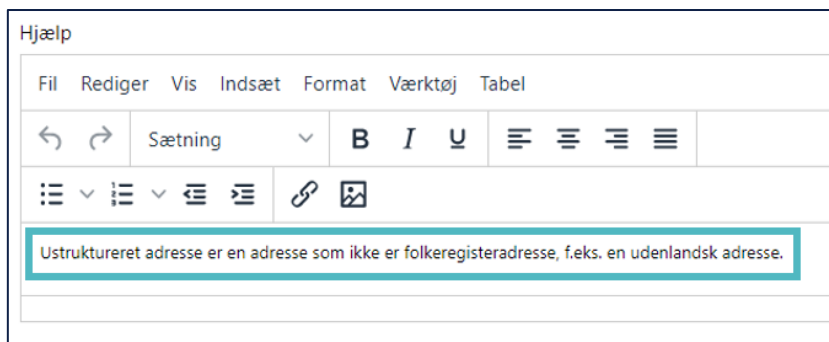 Hjælp
Fil Rediger Vis Indsæt Format Værktøj Tabel
Sætning B I U
Ustruktureret adresse er en adresse som ikke er folkeregisteradresse, f.eks. en udenlandsk adresse.